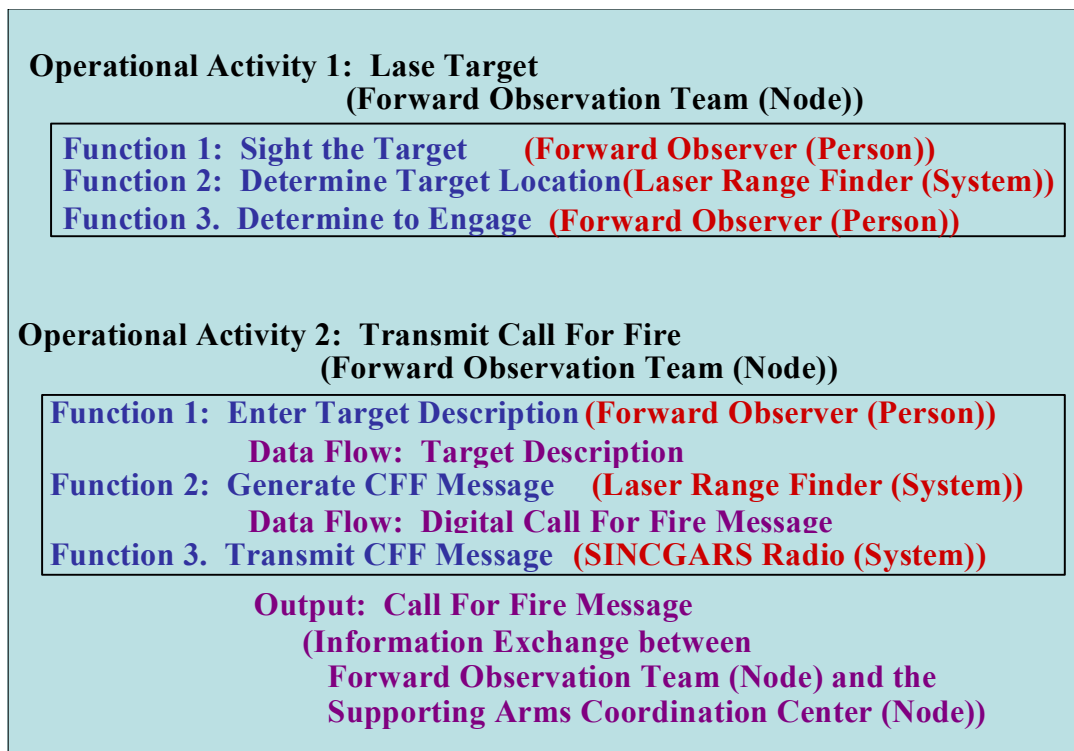 Operational Activity 1: Lase Target
(Forward Observation Team (Node))
Function 1: Sight the Target (Forward Observer (Person))
Function 2: Determine Target Location(Laser Range Finder (System))
Function 3. Determine to Engage (Forward Observer (Person))
Operational Activity 2: Transmit Call For Fire
(Forward Observation Team (Node))
Function 1: Enter Target Description (Forward Observer (Person))
Data Flow: Target Description
Function 2: Generate CFF Message (Laser Range Finder (System))
Data Flow: Digital Call For Fire Message
Function 3. Transmit CFF Message (SINCGARS Radio (System))
Output: Call For Fire Message
(Information Exchange between
Forward Observation Team (Node) and the
Supporting Arms Coordination Center (Node))